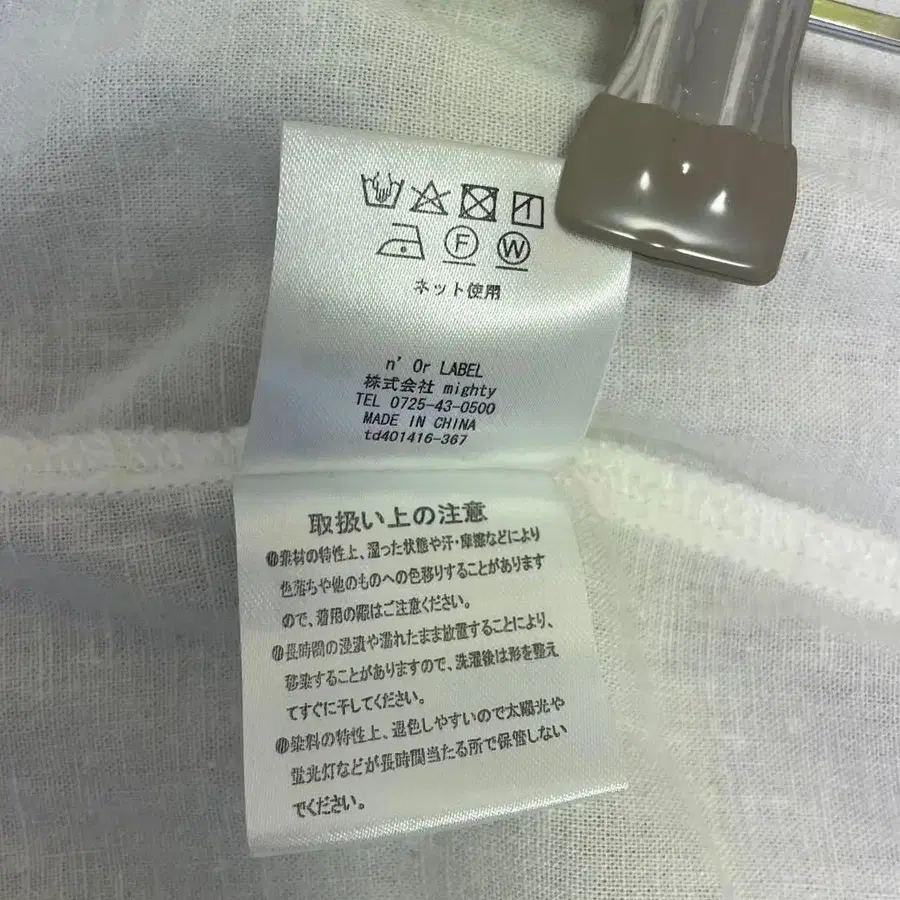 F W
ネット使用
n' Or LABEL
株式会社 mighty
TEL 0725-43-0500
MADE IN CHINA
td401416-367
取扱い上の注意
●素材の特性上、湿った状態や汗・摩擦などにより
色落ちや他のものへの色移りすることがあります
ので、着用の際はご注意ください。
●長時間の浸漬や濡れたまま放置することにより、
移染することがありますので、洗濯後は形を整え
てすぐに干してください。
●染料の特性上、退色しやすいので太陽光や
蛍光灯などが長時間当たる所で保管しない
でください。